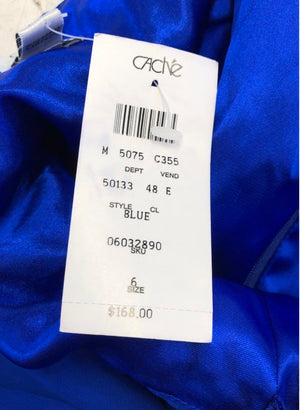 CACHÉ
M 5075 C355
DEPT VEND
50133 48 E
STYLE CL
BLUE
06032890
SKU
6
SIZE
$168.00